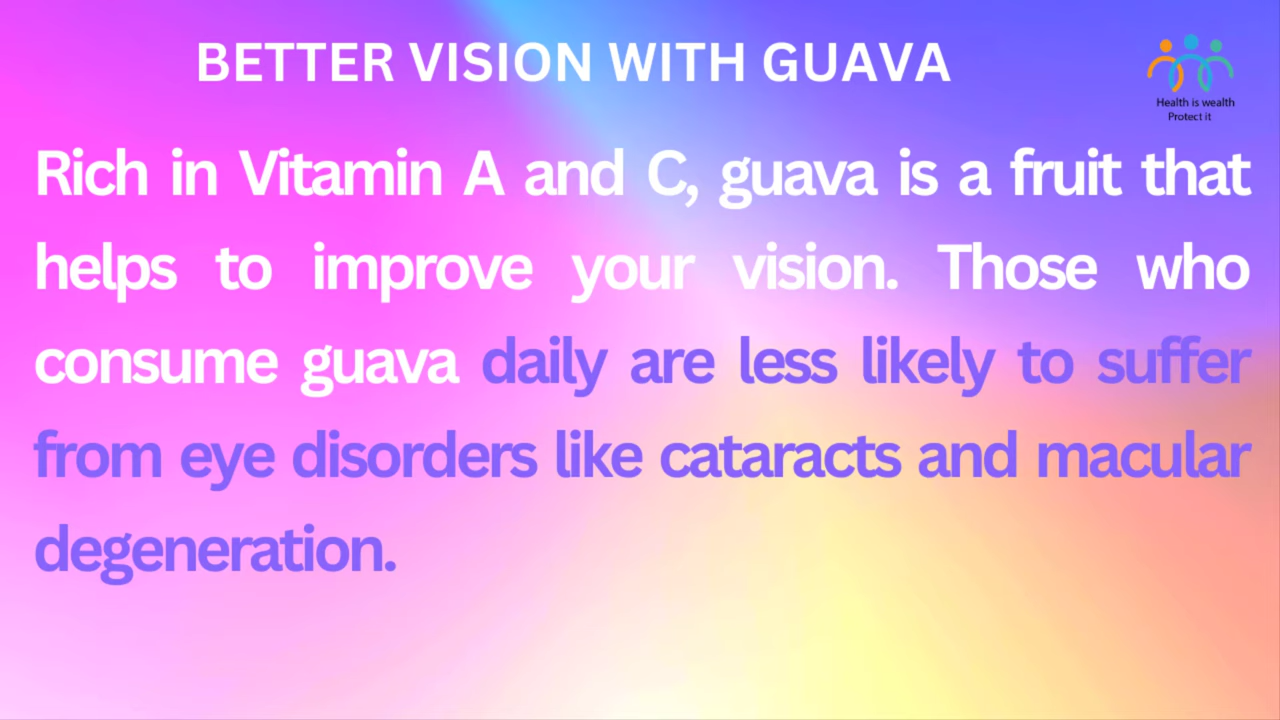 BETTER VISION WITH GUAVA
Health is wealth
Protect it
Rich in Vitamin A and C, guava is a fruit that
helps to improve your vision. Those who
consume guava daily are less likely to suffer
from eye disorders like cataracts and macular
degeneration.